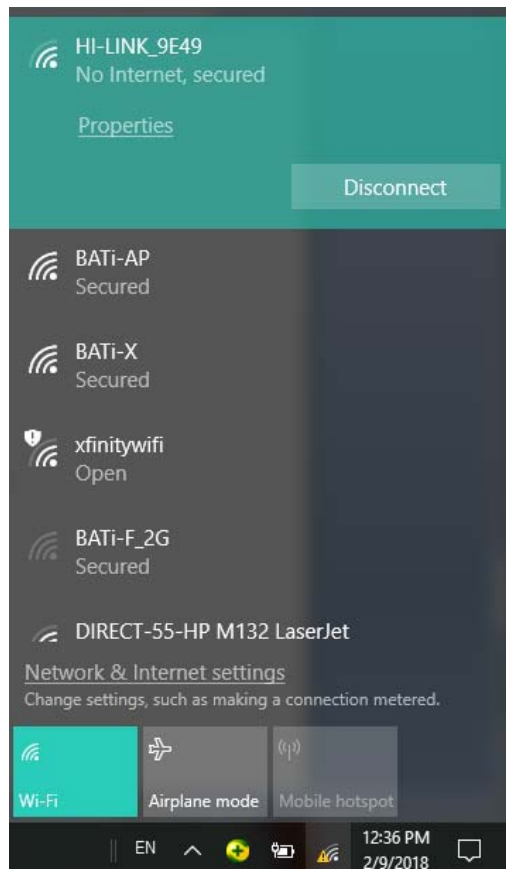 HI-LINK_9E49
No Internet, secured
Properties
Disconnect
BATi-AP
Secured
BATi-X
Secured
xfinitywifi
Open
BATi-F_2G
Secured
DIRECT-55-HP M132 LaserJet
Network & Internet settings
Change settings, such as making a connection metered.
Wi-Fi
Airplane mode
Mobile hotspot
EN
12:36 PM
2/9/2018